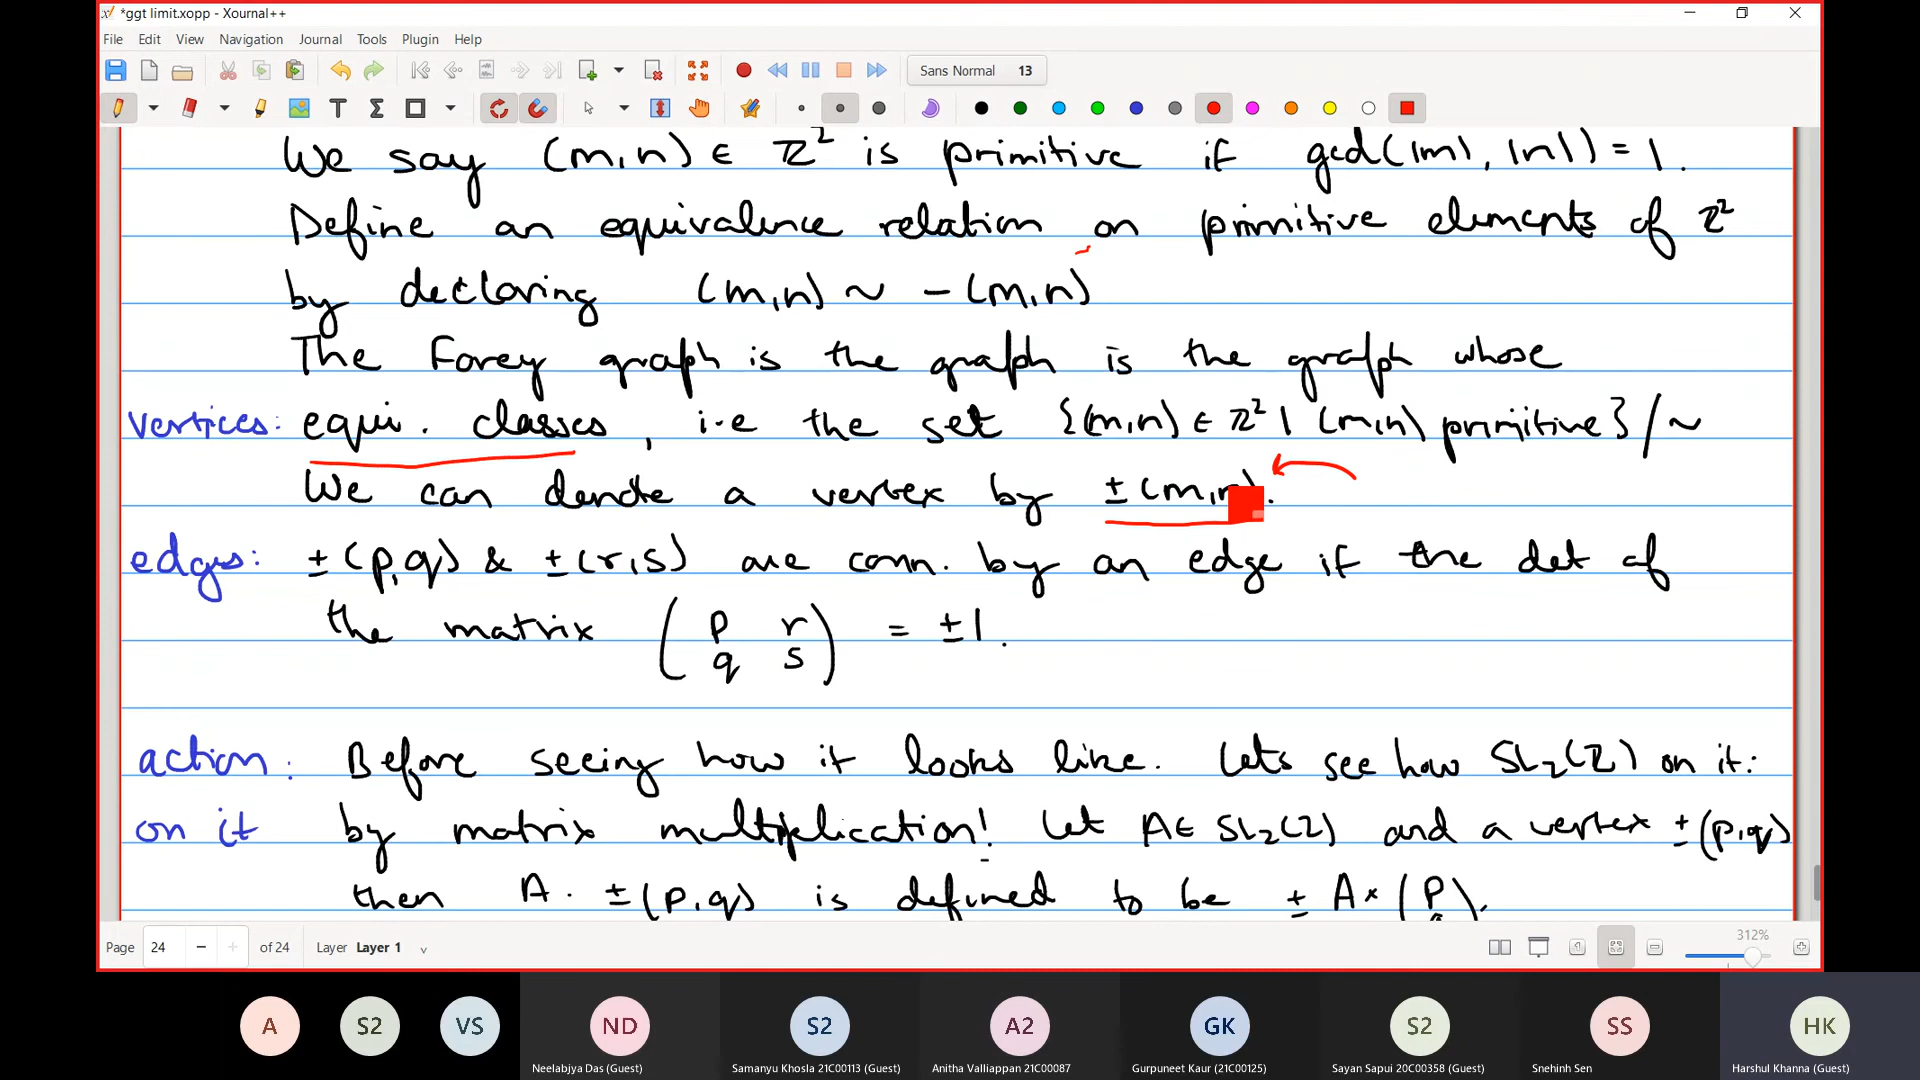 *ggt limit.xopp - Xournal++
File Edit View Navigation Journal Tools Plugin Help
Sans Normal 13
We say (m,n) ∈ ℤ² is primitive if gcd(|m|, |n|) = 1.
Define an equivalence relation on primitive elements of ℤ²
by declaring (m,n) ~ -(m,n)
The Farey graph is the graph is the graph whose
vertices: equi. classes, i.e the set {(m,n) ∈ ℤ² | (m,n) primitive}/~
We can denote a vertex by ±(m,n).
edges: ±(p,q) & ±(r,s) are conn. by an edge if the det of
the matrix (p r
q s) = ±1.
action: Before seeing how it looks like. Lets see how SL₂(ℤ) on it:
on it by matrix multiplication! Let A ∈ SL₂(ℤ) and a vertex ±(p,q)
then A. ±(p,q) is defined to be ± A × (p
q).
Page 24 of 24 Layer Layer 1 312%
A S2 VS ND S2 A2 GK S2 SS HK
Neelabjya Das (Guest) Samanyu Khosla 21C00113 (Guest) Anitha Valliappan 21C00087 Gurpuneet Kaur (21C00125) Sayan Sapui 20C00358 (Guest) Snehinh Sen Harshul Khanna (Guest)